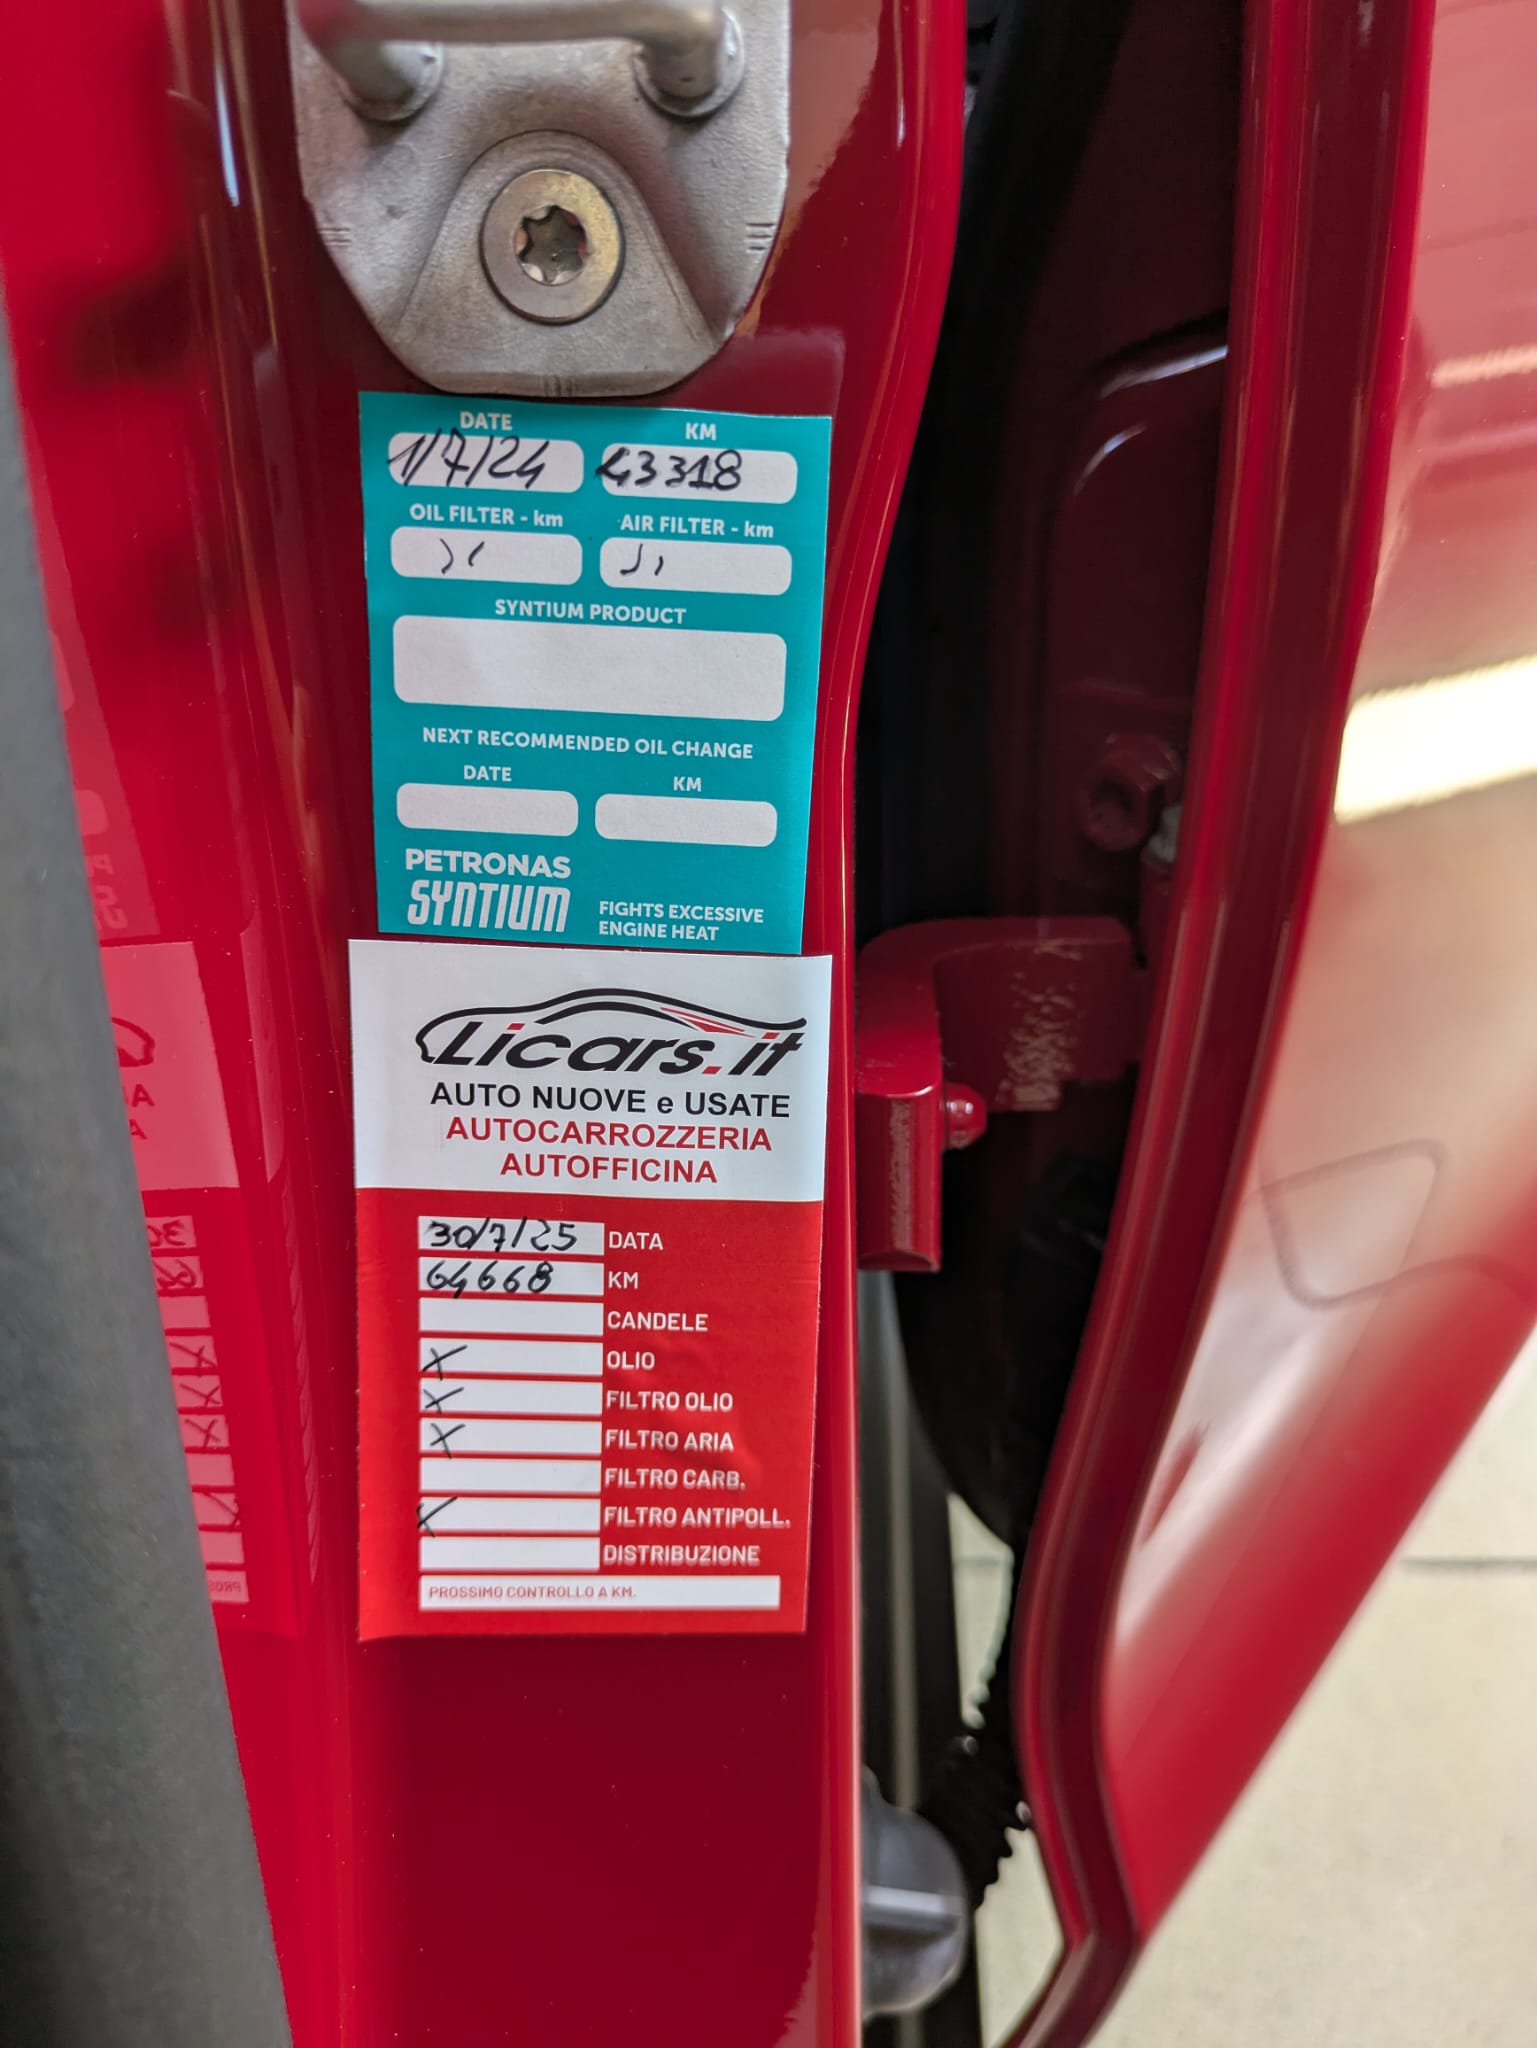 DATE KM
1/7/24 43318
OIL FILTER - km AIR FILTER - km
SYNTIUM PRODUCT
NEXT RECOMMENDED OIL CHANGE
DATE KM
PETRONAS
SYNTIUM
FIGHTS EXCESSIVE
ENGINE HEAT
Licars.it
AUTO NUOVE e USATE
AUTOCARROZZERIA
AUTOFFICINA
30/7/25 DATA
64668 KM
CANDELE
X OLIO
X FILTRO OLIO
X FILTRO ARIA
FILTRO CARB.
X FILTRO ANTIPOLL.
DISTRIBUZIONE
PROSSIMO CONTROLLO A KM.